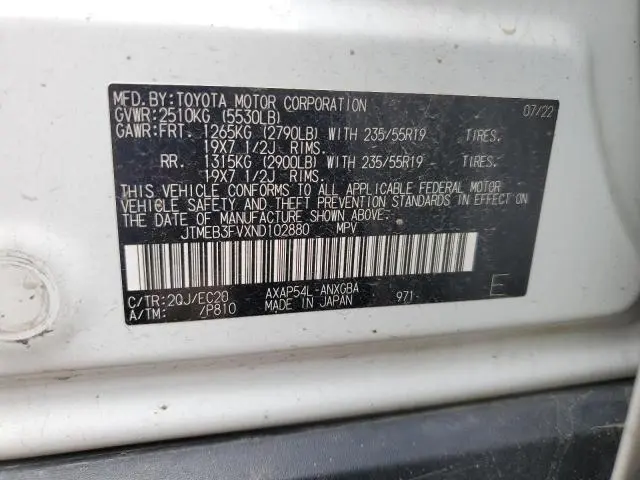 MFD.BY:TOYOTA MOTOR CORPORATION 07/22
GVWR:2510KG (5530LB)
GAWR:FRT. 1265KG (2790LB) WITH 235/55R19 TIRES.
19X7 1/2J RIMS.
RR. 1315KG (2900LB) WITH 235/55R19 TIRES.
19X7 1/2J RIMS.
THIS VEHICLE CONFORMS TO ALL APPLICABLE FEDERAL MOTOR
VEHICLE SAFETY AND THEFT PREVENTION STANDARDS IN EFFECT ON
THE DATE OF MANUFACTURE SHOWN ABOVE.
JTMEB3FVXND102880 MPV
C/TR:2QJ/EC20 AXAP54L-ANXGBA
A/TM: /P810 MADE IN JAPAN 971- E